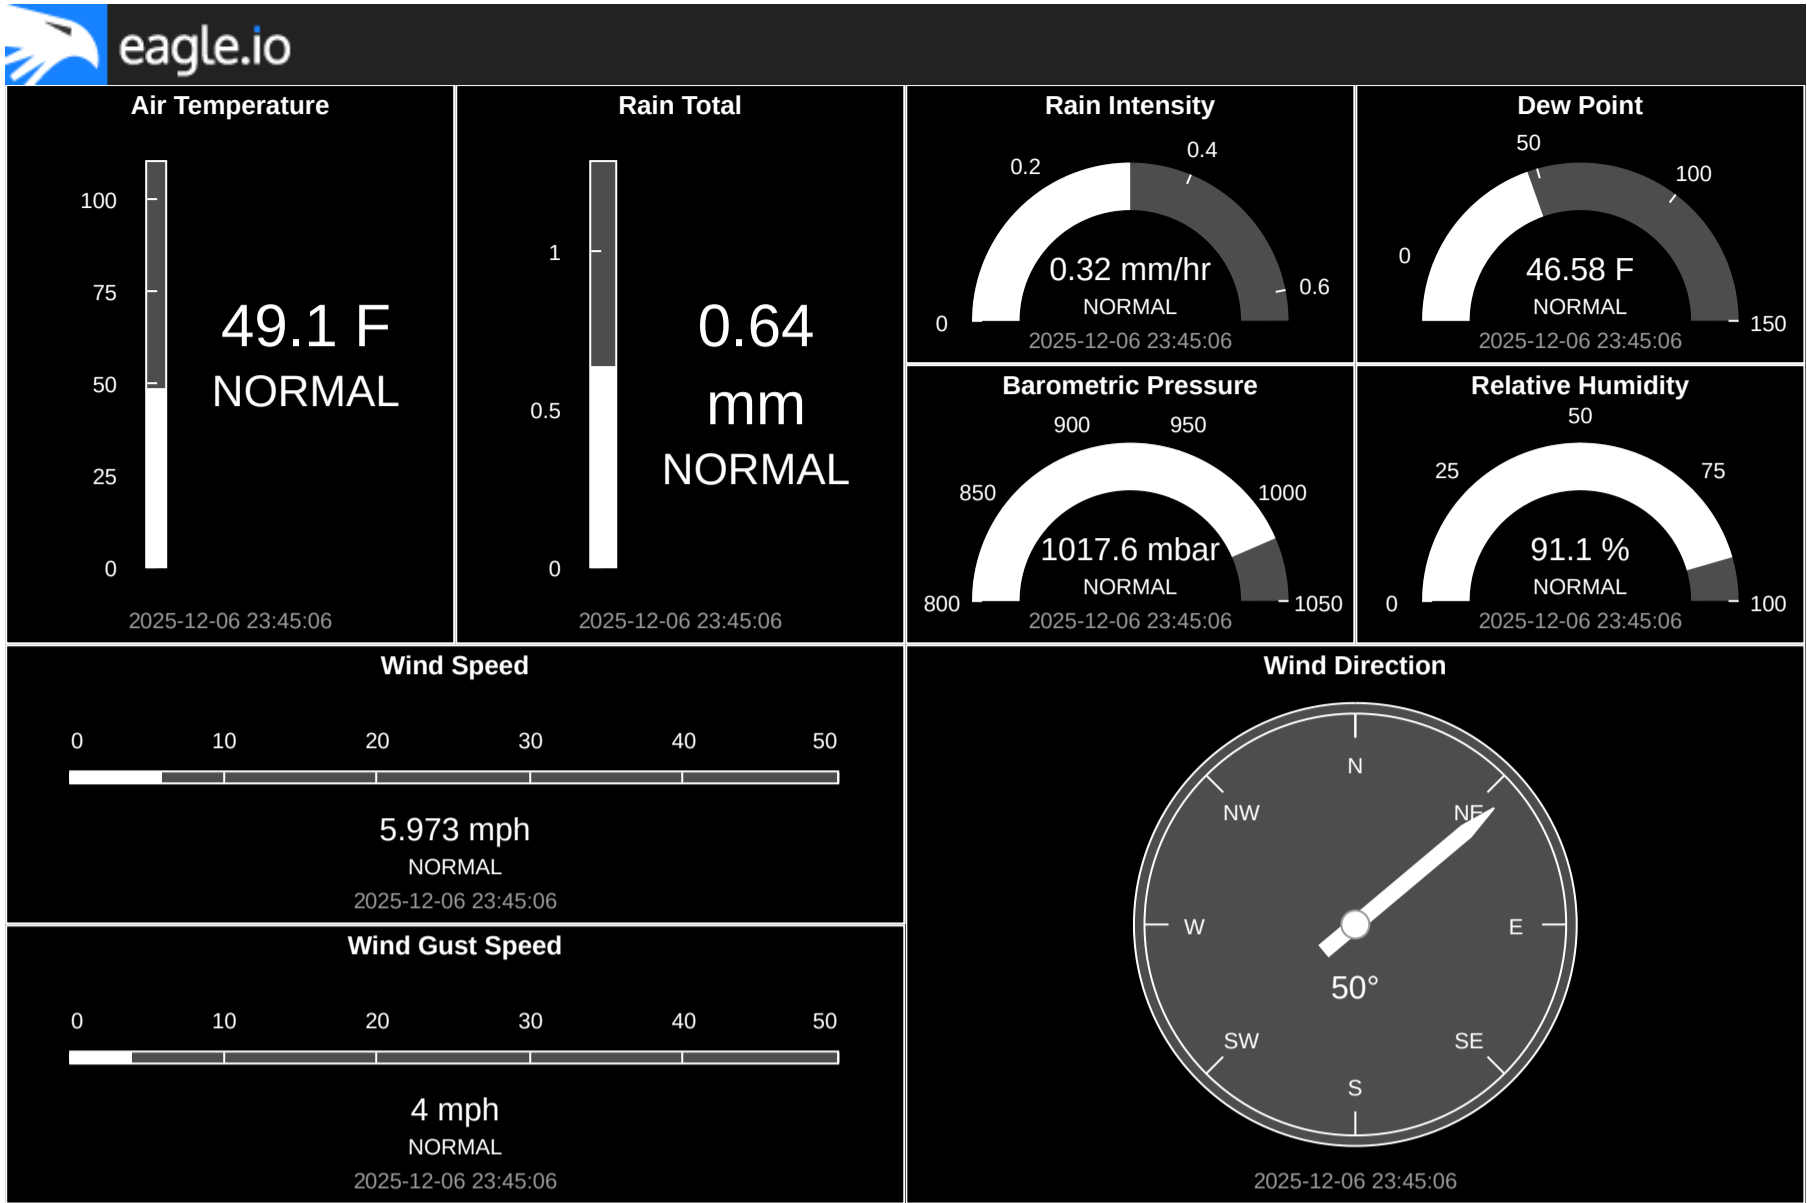 eagle.io
Air Temperature
100
75
50
25
0
49.1 F
NORMAL
2025-12-06 23:45:06
Rain Total
1
0.5
0
0.64
mm
NORMAL
2025-12-06 23:45:06
Rain Intensity
0
0.2
0.4
0.6
0.32 mm/hr
NORMAL
2025-12-06 23:45:06
Dew Point
0
50
100
150
46.58 F
NORMAL
2025-12-06 23:45:06
Barometric Pressure
800
850
900
950
1000
1050
1017.6 mbar
NORMAL
2025-12-06 23:45:06
Relative Humidity
0
25
50
75
100
91.1 %
NORMAL
2025-12-06 23:45:06
Wind Speed
0 10 20 30 40 50
5.973 mph
NORMAL
2025-12-06 23:45:06
Wind Gust Speed
0 10 20 30 40 50
4 mph
NORMAL
2025-12-06 23:45:06
Wind Direction
N
NW NE
W E
50°
SW SE
S
2025-12-06 23:45:06